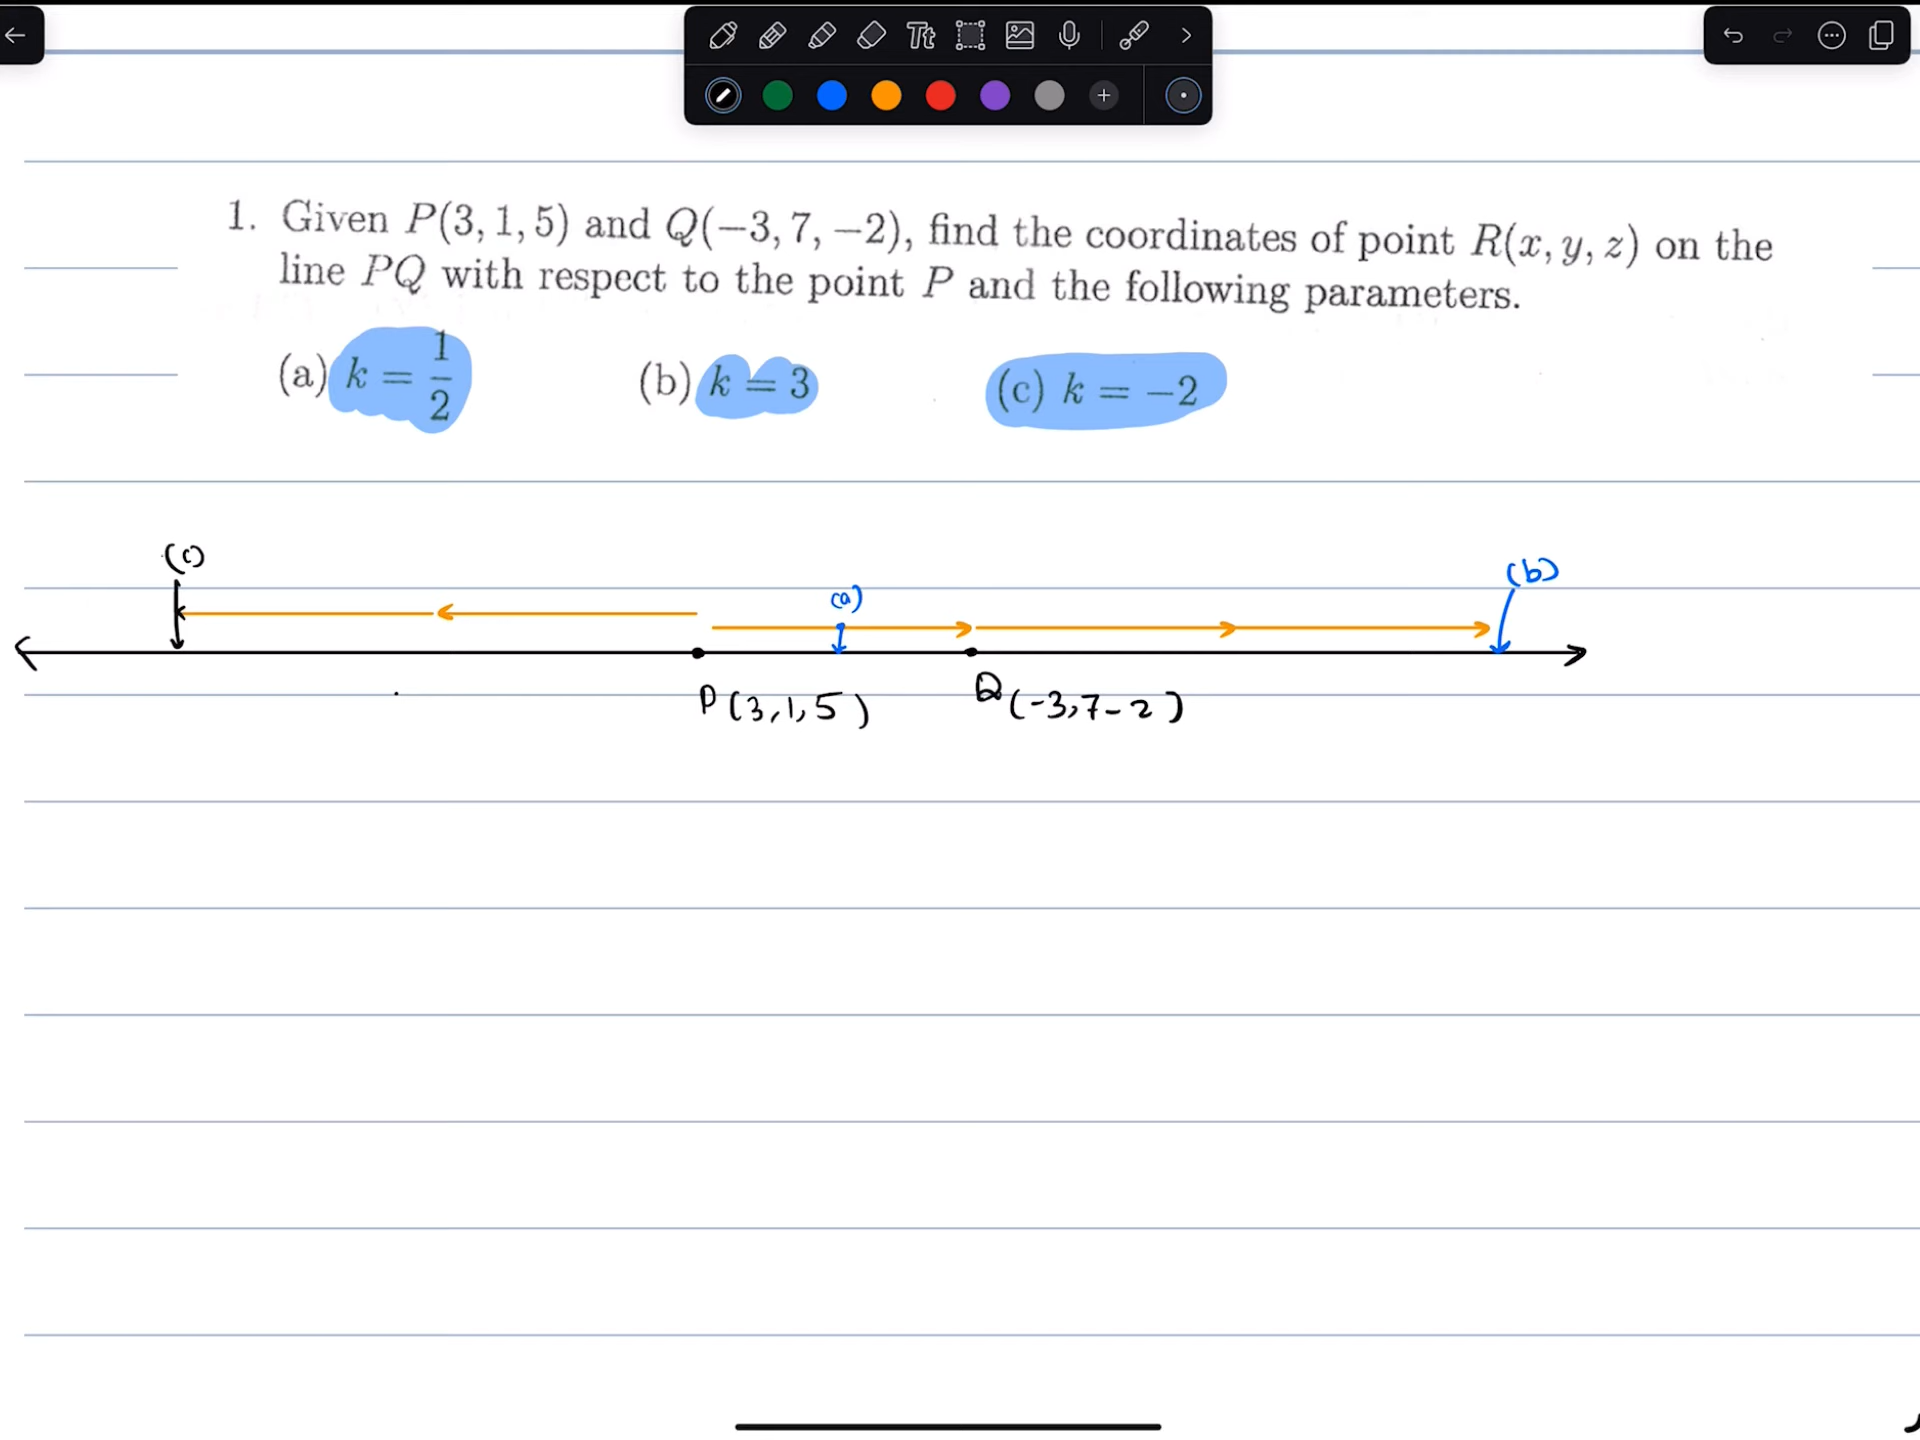 Tt
1. Given P(3, 1, 5) and Q(−3, 7, −2), find the coordinates of point R(x, y, z) on the
line PQ with respect to the point P and the following parameters.
(a) k = 1/2 (b) k = 3 (c) k = −2
(c)
(a)
(b)
P(3,1,5)
Q(-3,7-2)